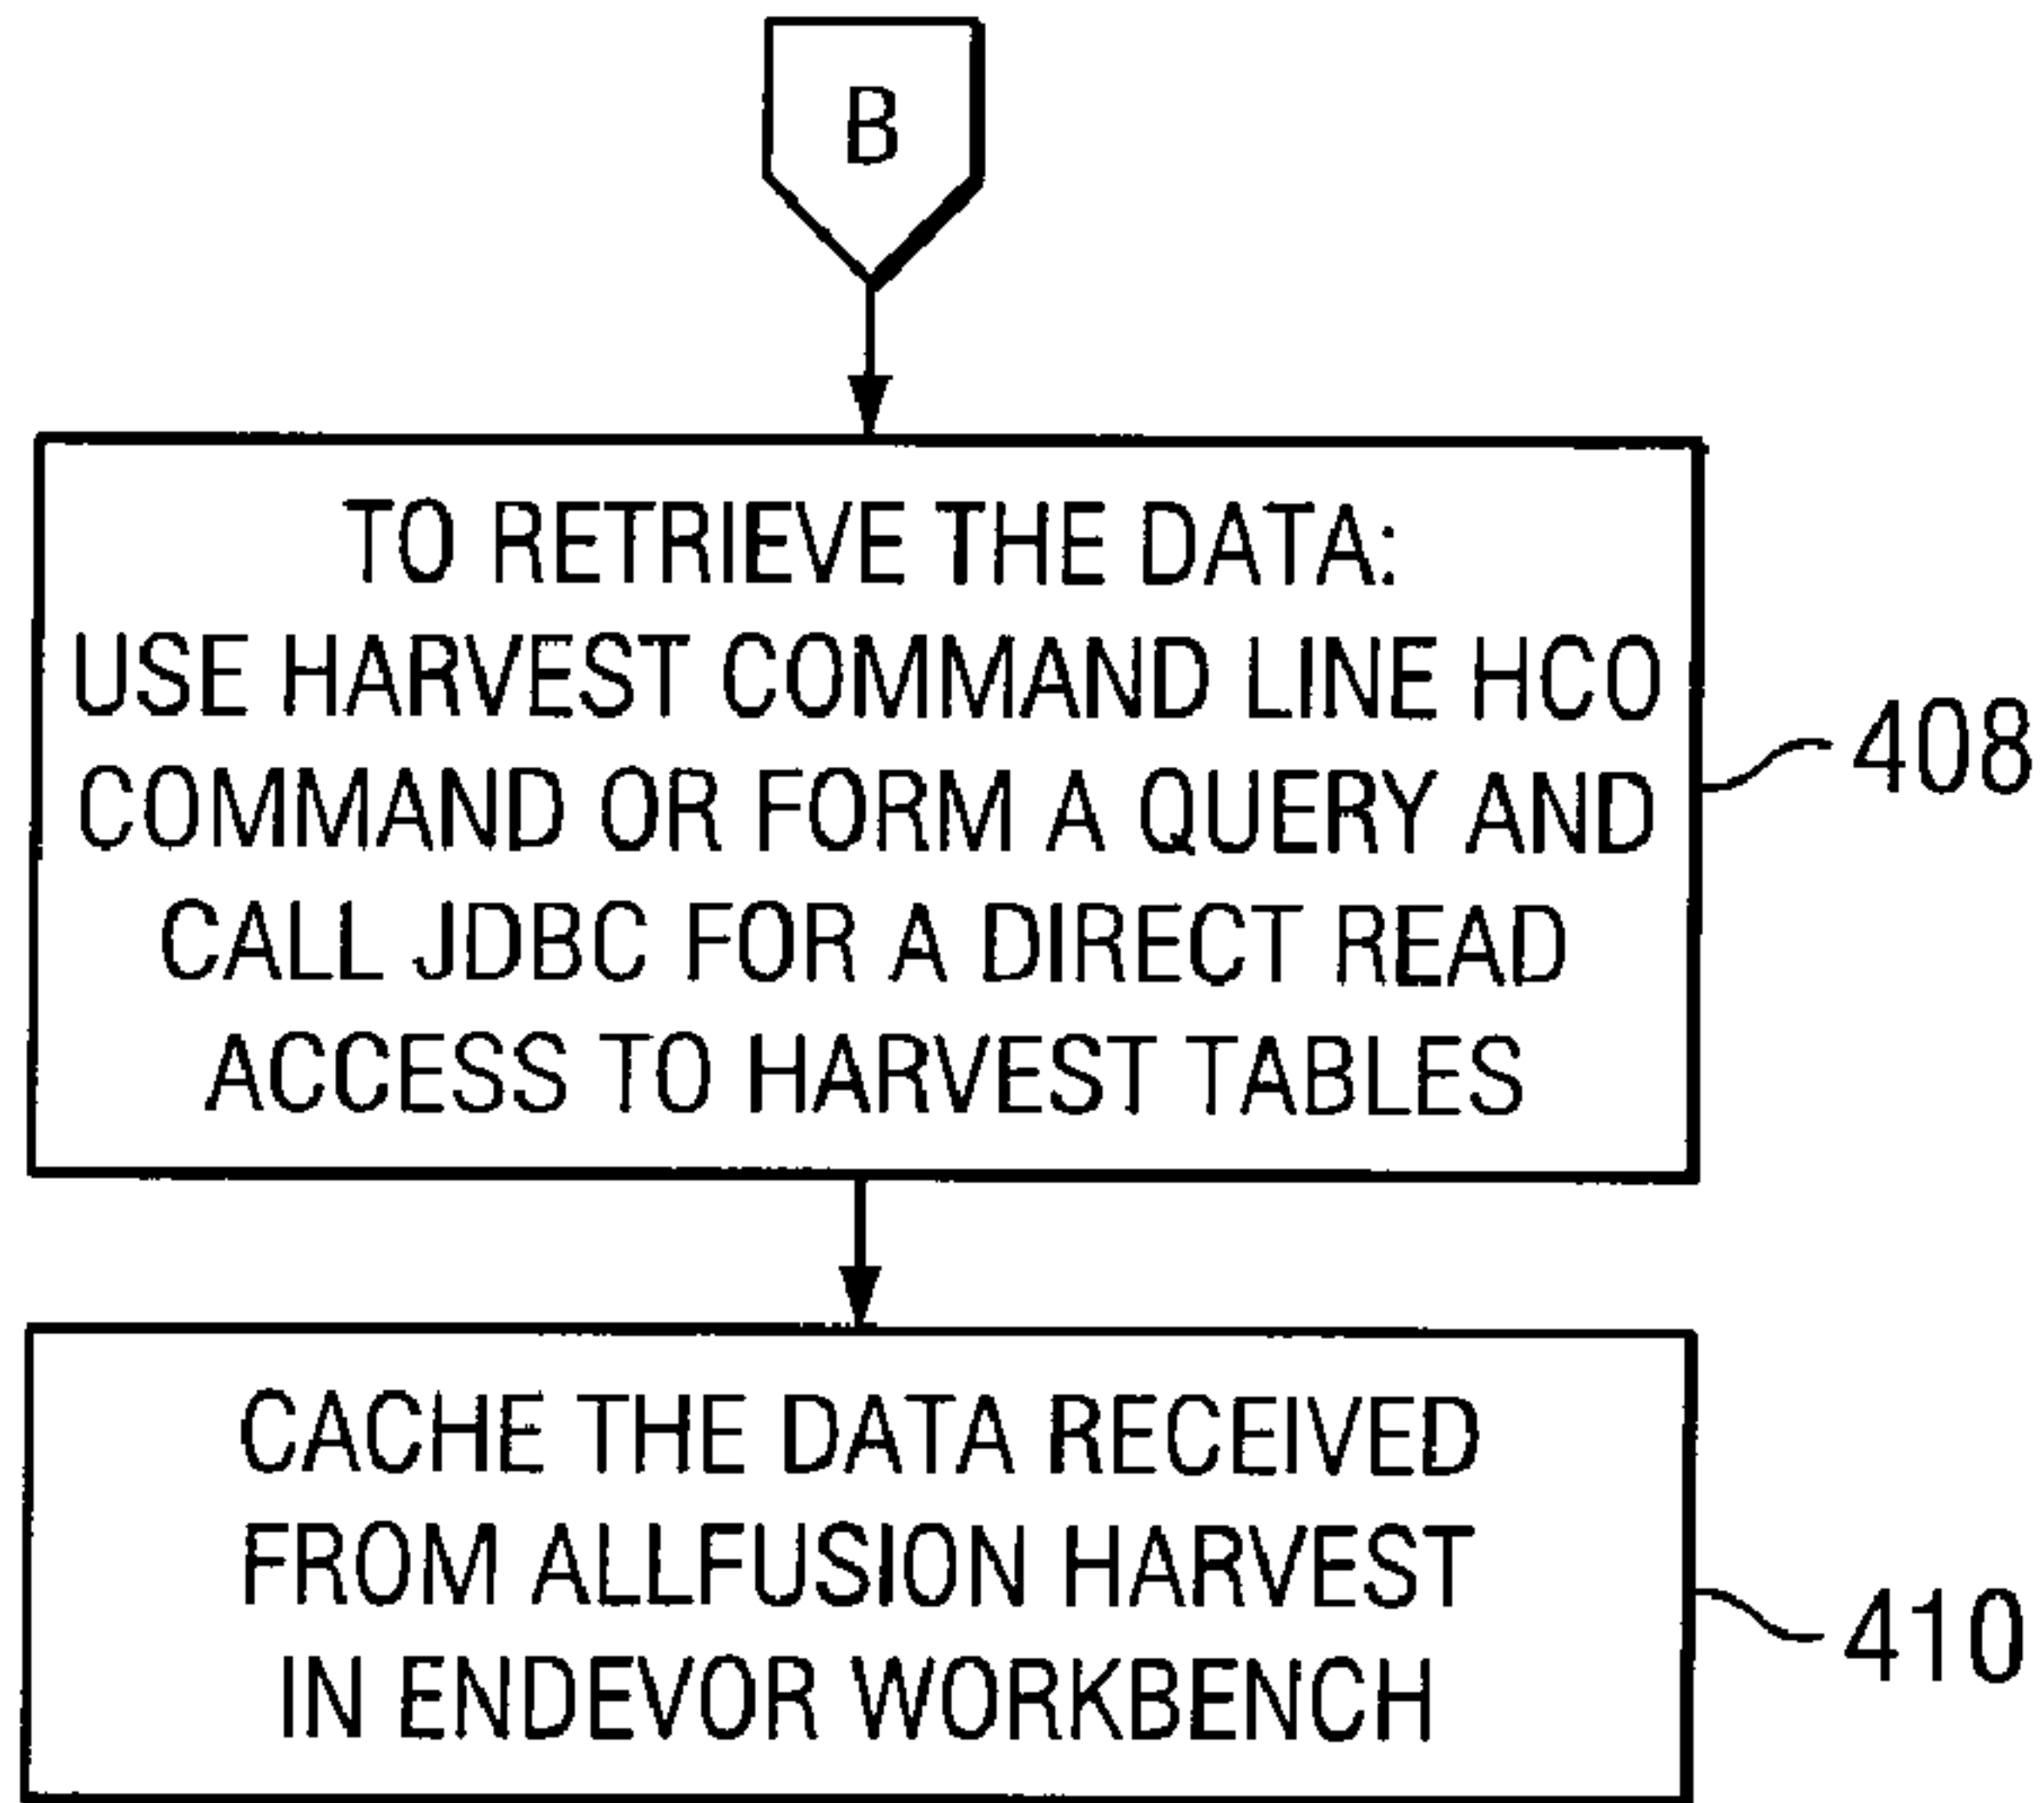 B
TO RETRIEVE THE DATA:
USE HARVEST COMMAND LINE HCO
COMMAND OR FORM A QUERY AND
CALL JDBC FOR A DIRECT READ
ACCESS TO HARVEST TABLES
408
CACHE THE DATA RECEIVED
FROM ALLFUSION HARVEST
IN ENDEVOR WORKBENCH
410